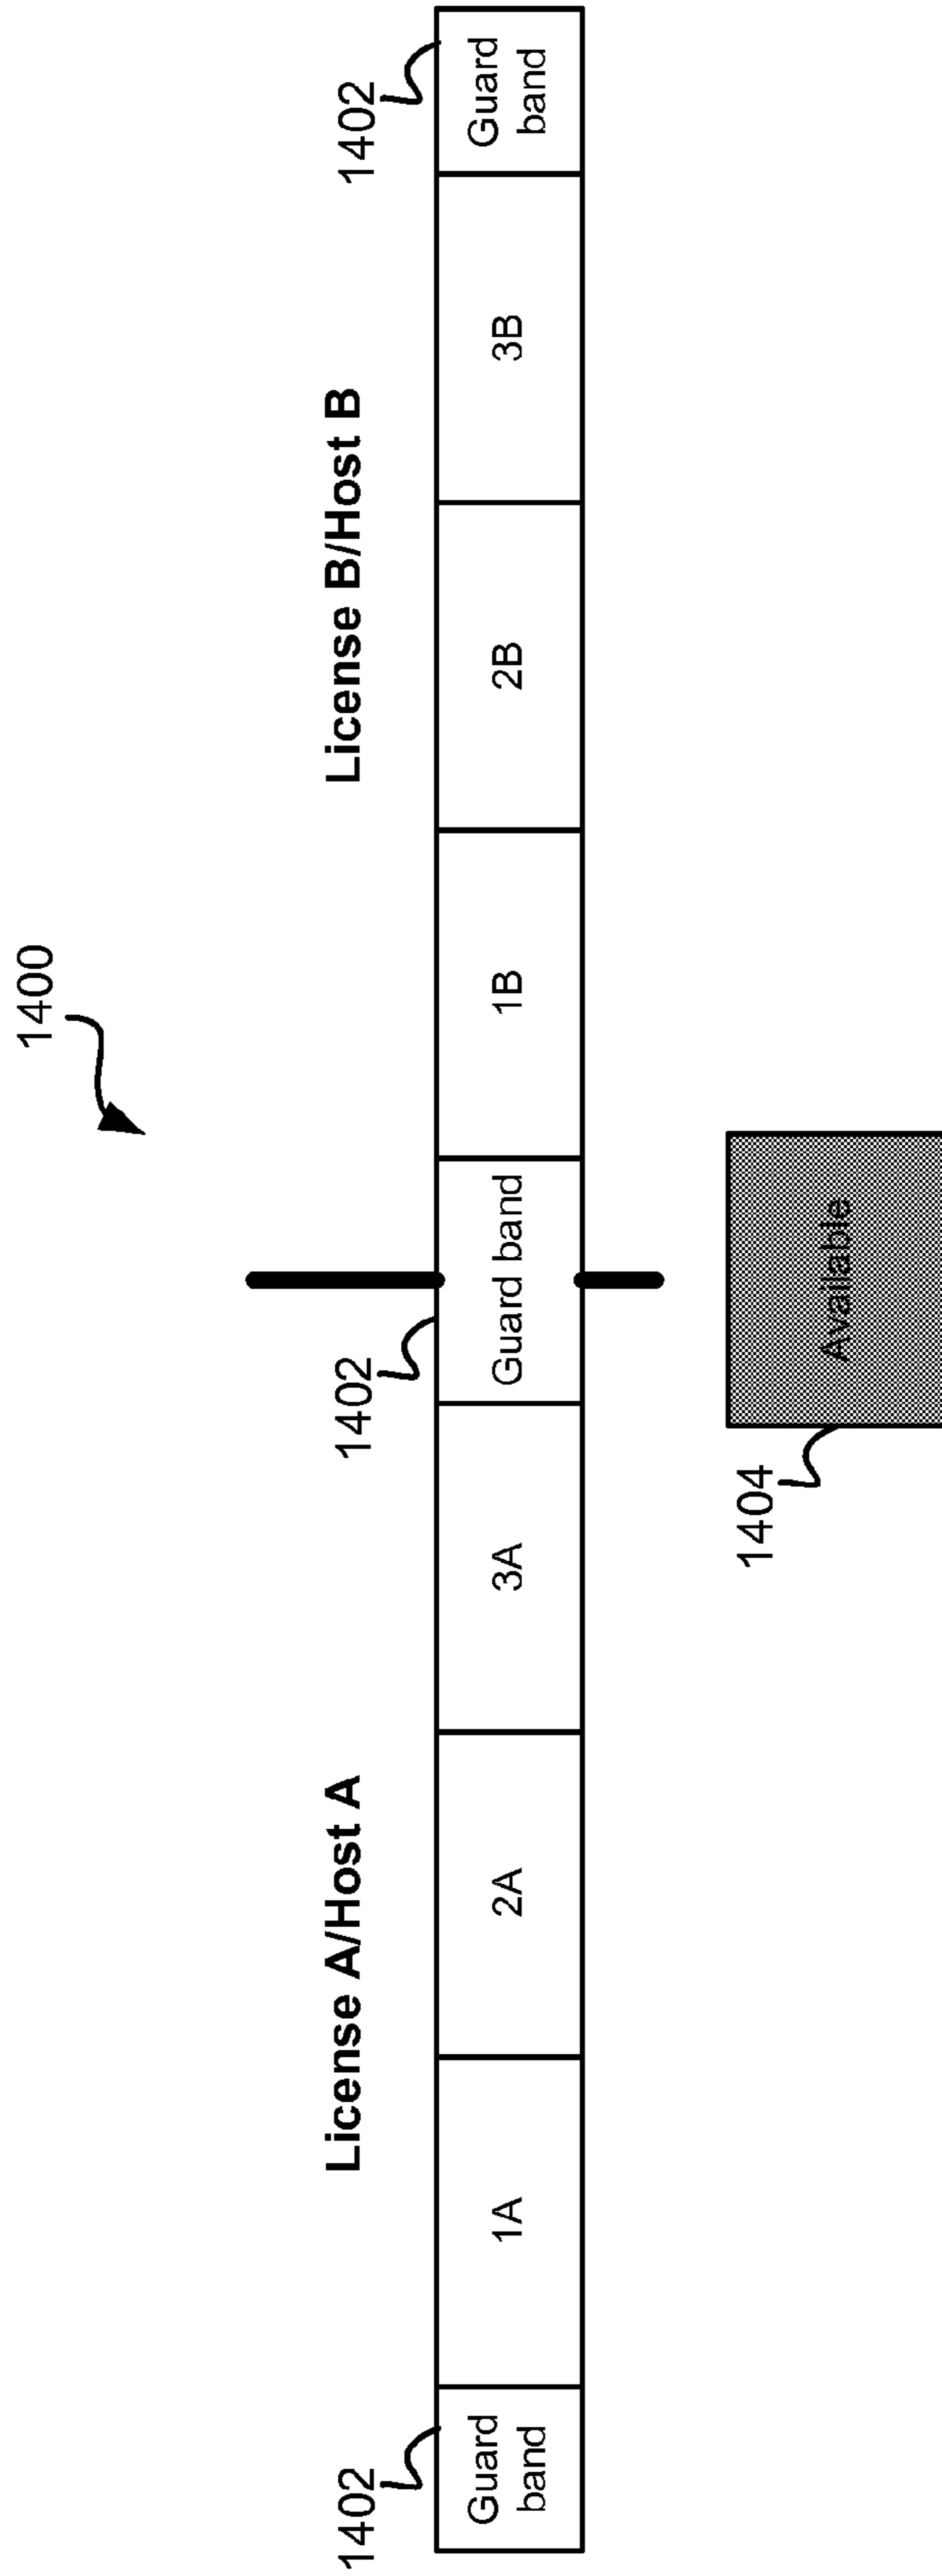 1400
License A/Host A
License B/Host B
1402
1402
1402
Guard
band
1A
2A
3A
Guard band
1B
2B
3B
Guard
band
1404
Available